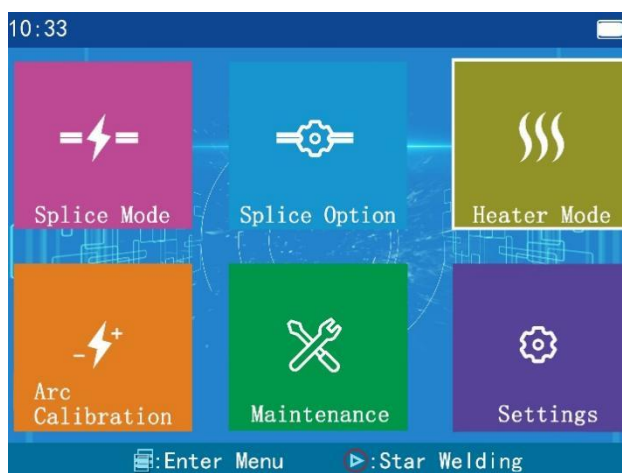 10:33
Splice Mode
Splice Option
Heater Mode
Arc
Calibration
Maintenance
Settings
:Enter Menu
:Star Welding